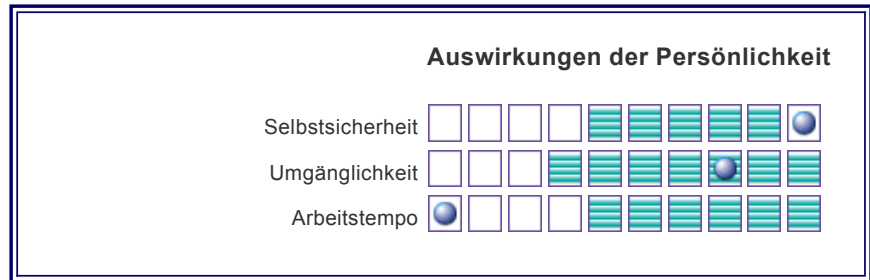 Auswirkungen der Persönlichkeit
Selbstsicherheit
Umgänglichkeit
Arbeitstempo